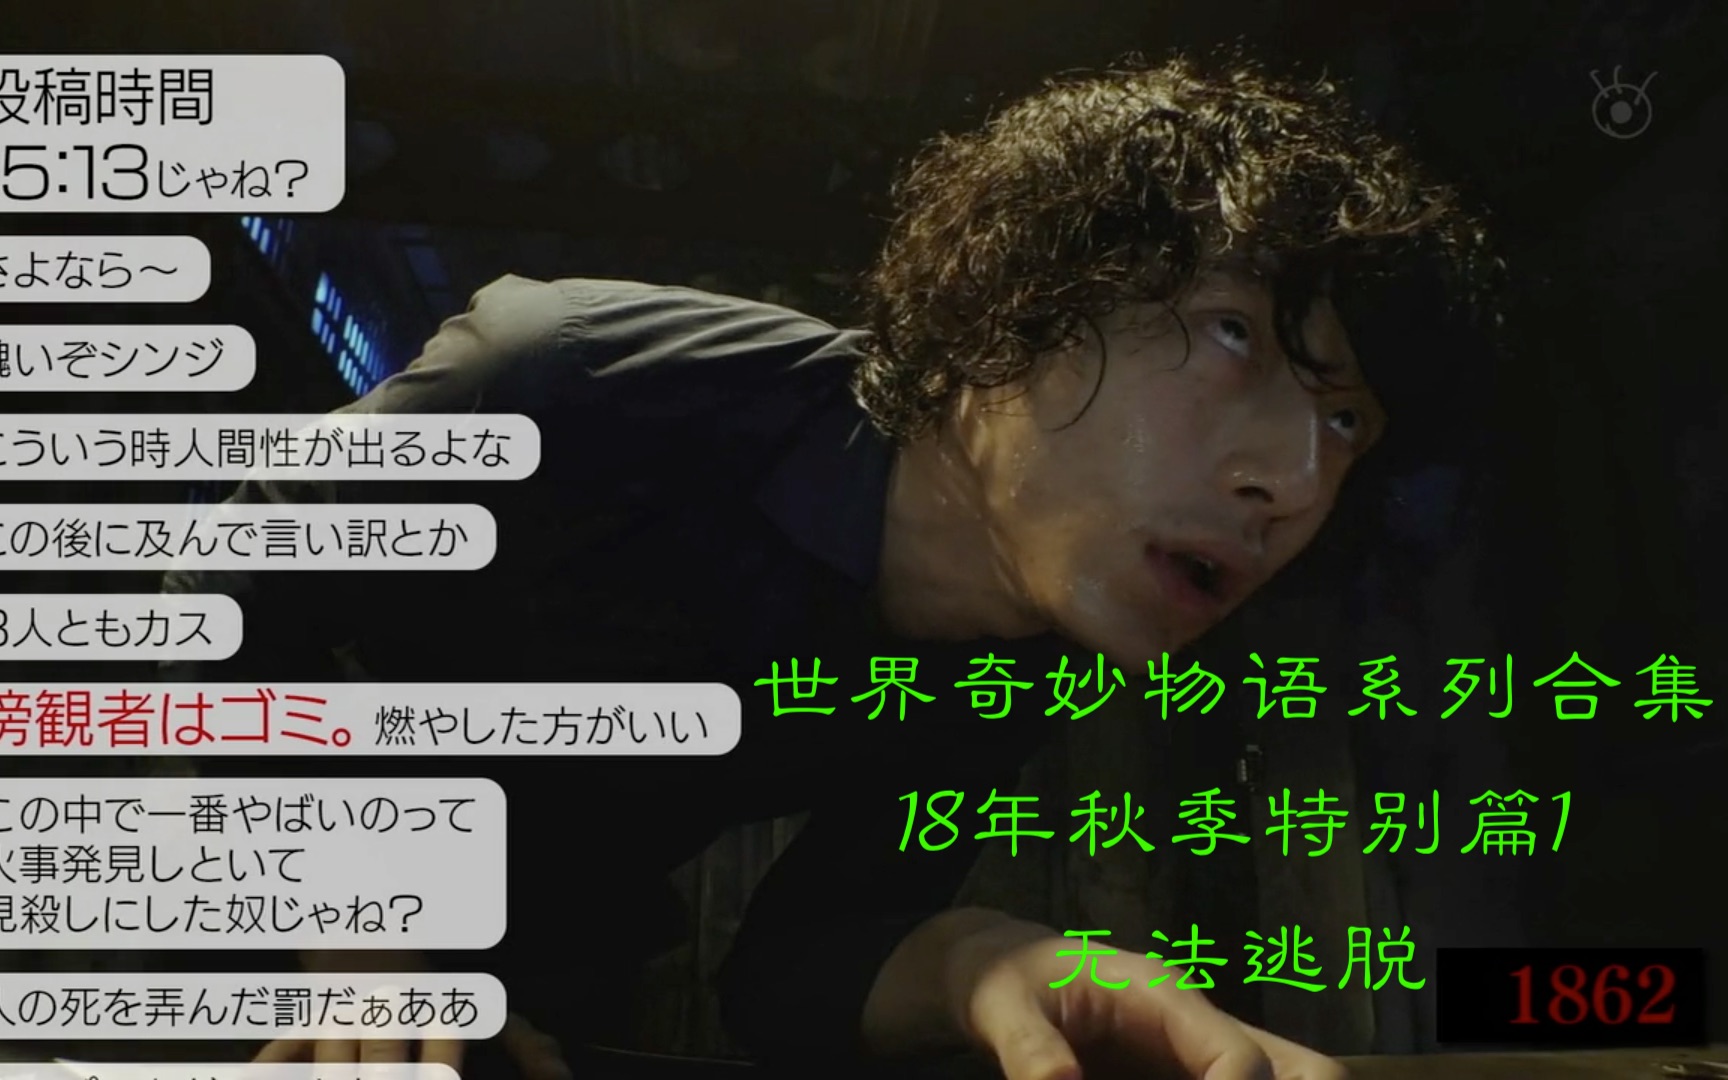 投稿時間
5:13じゃね？
さよなら～
醜いぞシンジ
こういう時人間性が出るよな
この後に及んで言い訳とか
3人ともカス
傍観者はゴミ。燃やした方がいい
この中で一番やばいのって
火事発見しといて
見殺しにした奴じゃね？
人の死を弄んだ罰だぁああ
世界奇妙物语系列合集
18年秋季特别篇1
无法逃脱
1862